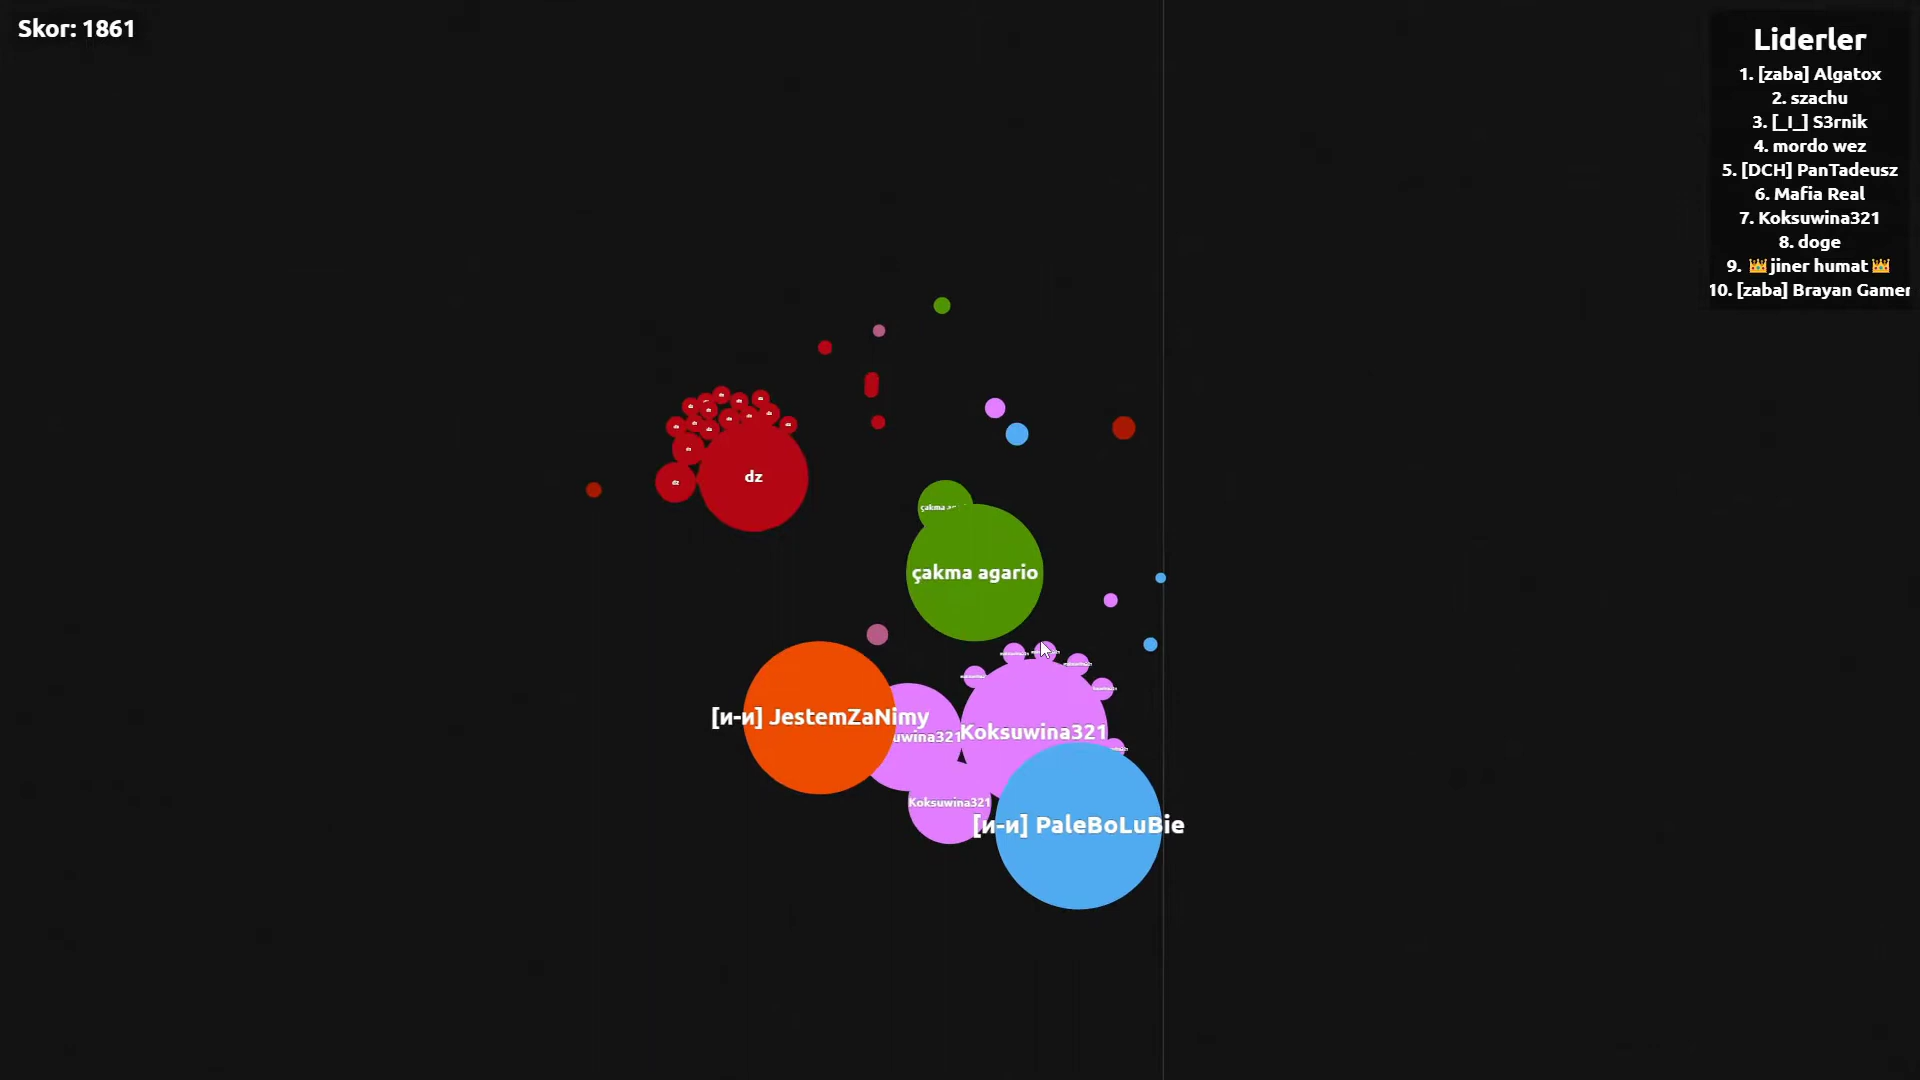 Skor: 1861
Liderler
1. [zaba] Algatox
2. szachu
3. [_I_] S3rnik
4. mordo wez
5. [DCH] PanTadeusz
6. Mafia Real
7. Koksuwina321
8. doge
9. 👑jiner humat👑
10. [zaba] Brayan Gamer
dz
dz
çakma agario
[и-и] JestemZaNimy
Koksuwina321
Koksuwina321
[и-и] PaleBoLuBie